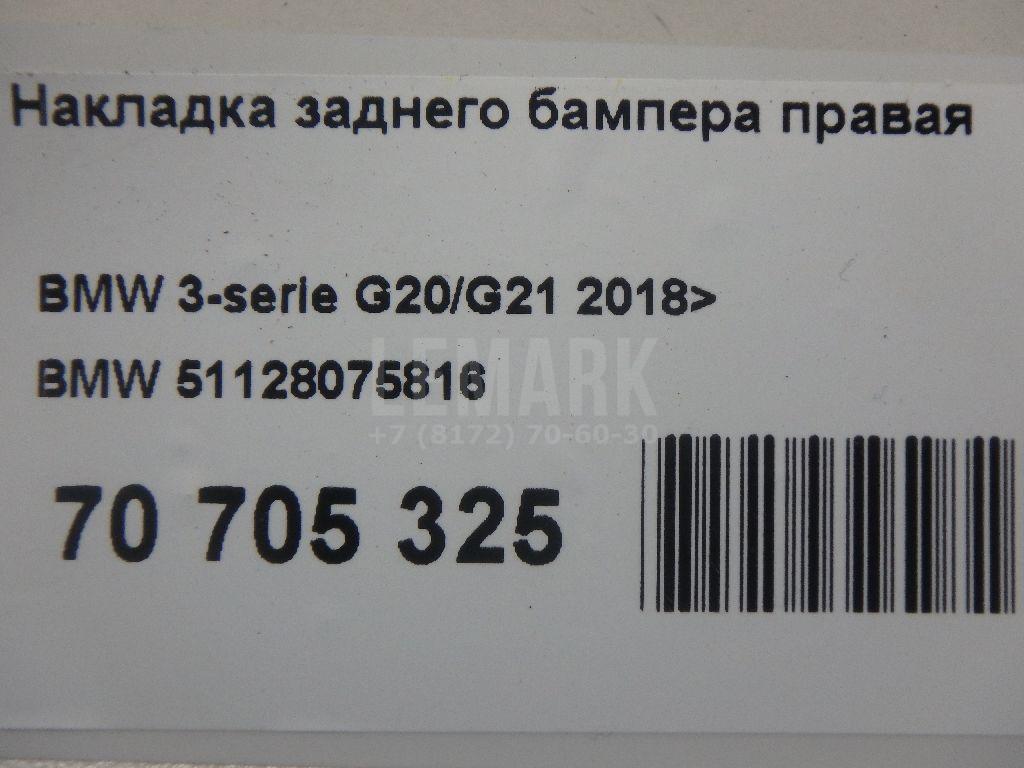 Накладка заднего бампера правая
BMW 3-serie G20/G21 2018>
BMW 51128075816
LEMARK
+7 (8172) 70-60-30
70 705 325